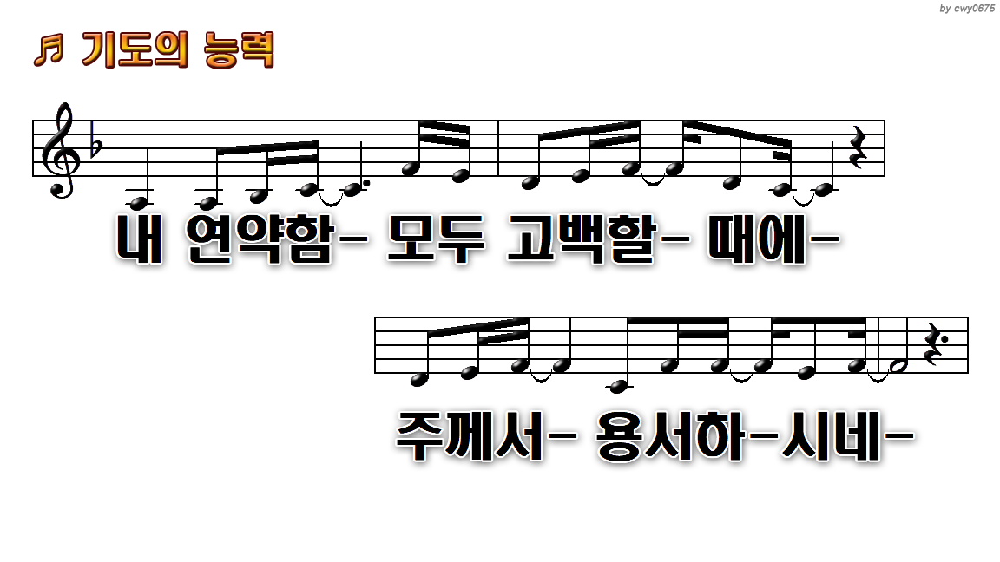 by cwy0675
♬ 기도의 능력
내 연약함- 모두 고백할- 때에-
주께서- 용서하-시네-